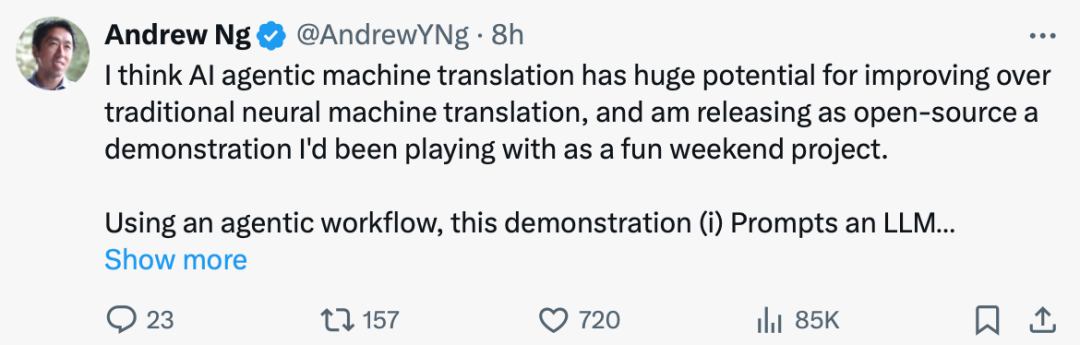 Andrew Ng @AndrewYNg · 8h
I think AI agentic machine translation has huge potential for improving over
traditional neural machine translation, and am releasing as open-source a
demonstration I'd been playing with as a fun weekend project.
Using an agentic workflow, this demonstration (i) Prompts an LLM...
Show more
23 157 720 85K